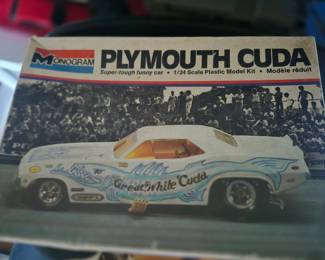 MONOGRAM
PLYMOUTH CUDA
Super-tough funny car • 1/24 Scale Plastic Model Kit • Modèle réduit
Great White 'Cuda